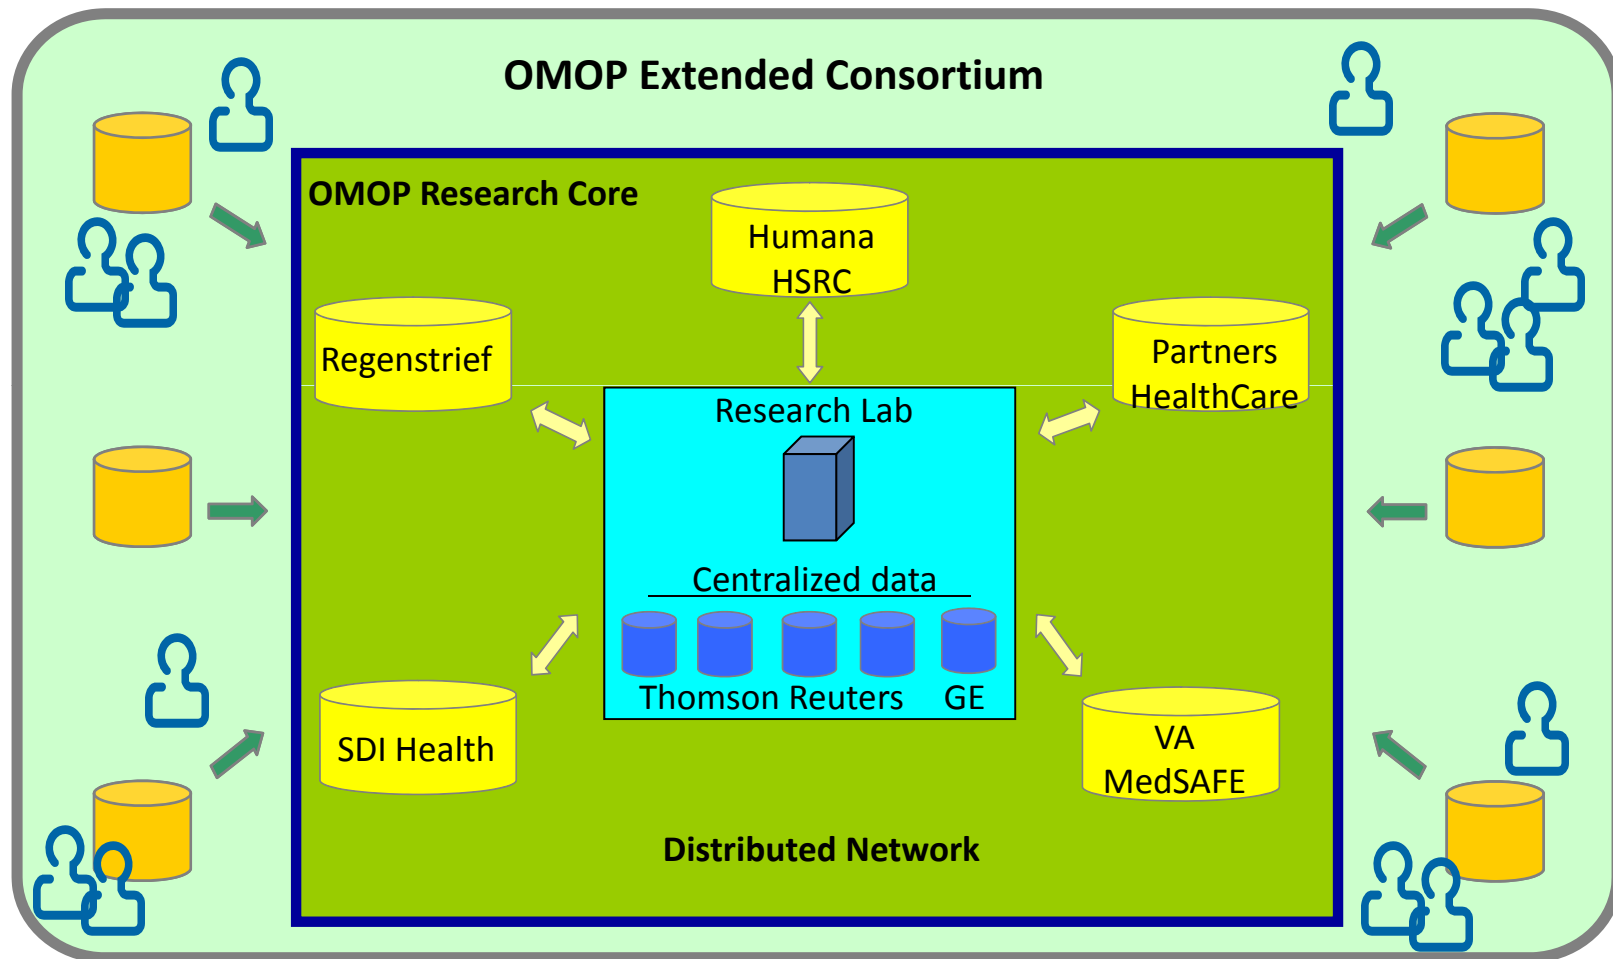 OMOP Extended Consortium
OMOP Research Core
Humana
HSRC
Regenstrief
Partners
HealthCare
Research Lab
Centralized data
Thomson Reuters GE
SDI Health
VA
MedSAFE
Distributed Network